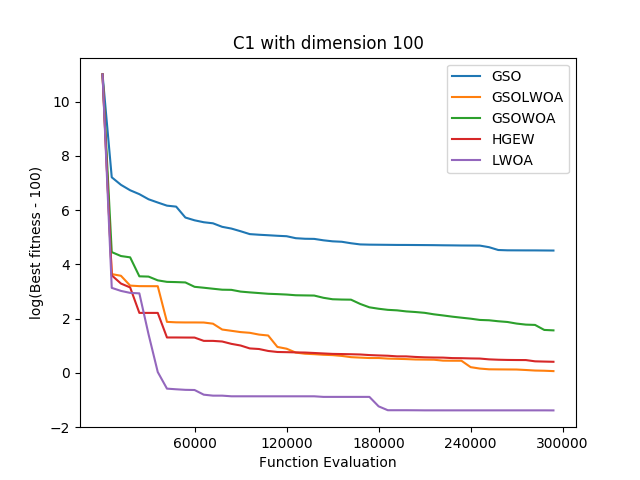 C1 with dimension 100
log(Best fitness - 100)
10
8
6
4
2
0
−2
GSO
GSOLWOA
GSOWOA
HGEW
LWOA
60000 120000 180000 240000 300000
Function Evaluation